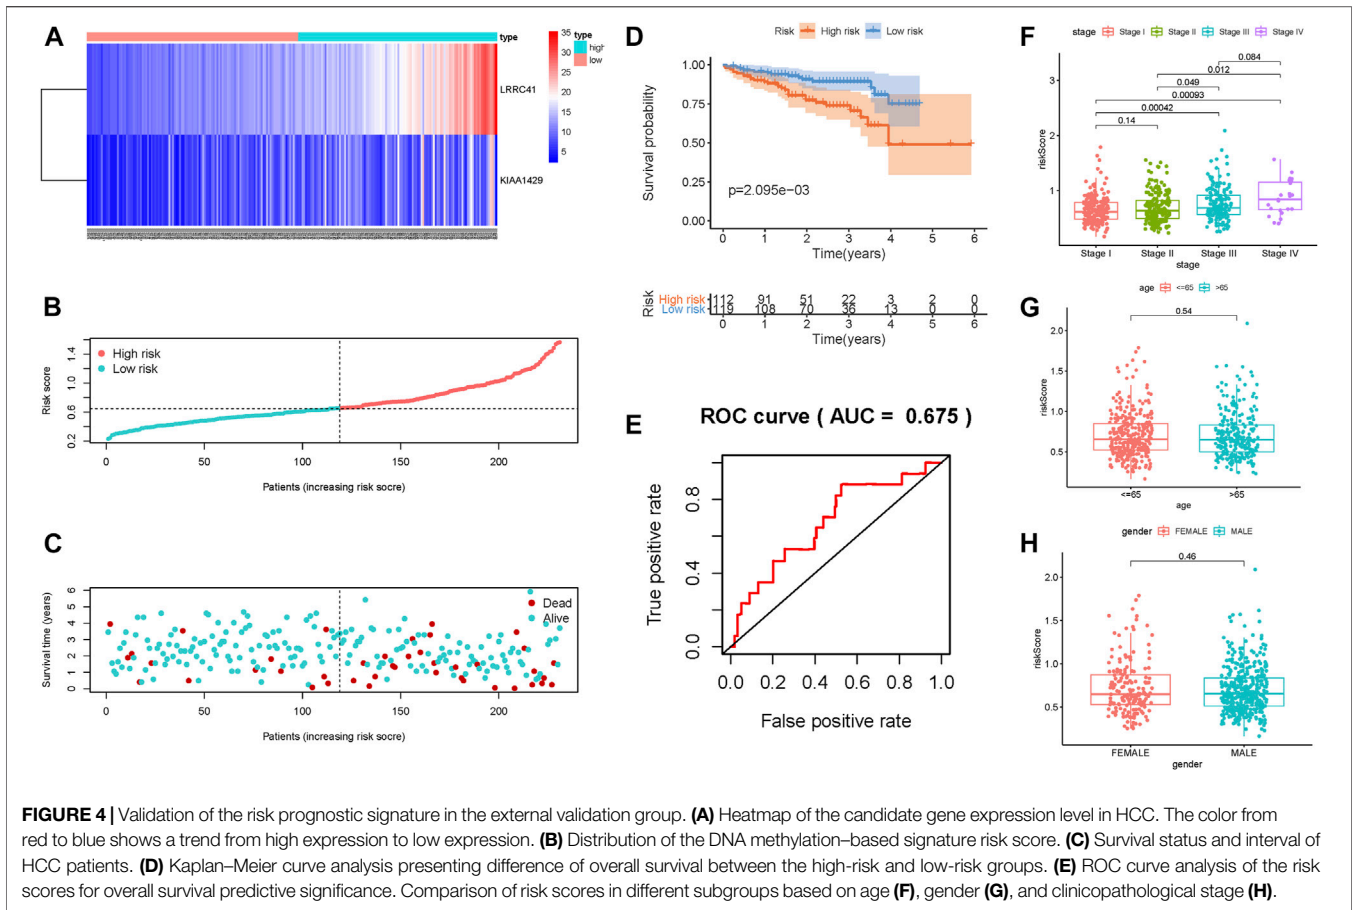 A
type
type
high
low
LRRC41
KIAA1429
35
30
25
20
15
10
5
B
High risk
Low risk
Risk score
0.2
0.6
1.0
1.4
0
50
100
150
200
Patients (increasing risk socre)
C
Dead
Alive
Survival time (years)
0
1
2
3
4
5
6
0
50
100
150
200
Patients (increasing risk socre)
D
Risk
High risk
Low risk
Survival probability
1.00
0.75
0.50
0.25
0.00
p=2.095e−03
0 1 2 3 4 5 6
Time(years)
Risk
High risk 112 91 51 22 3 2 0
Low risk 119 108 70 36 13 0 0
0 1 2 3 4 5 6
Time(years)
E
ROC curve ( AUC = 0.675 )
True positive rate
0.0
0.4
0.8
0.0 0.2 0.4 0.6 0.8 1.0
False positive rate
F
stage Stage I Stage II Stage III Stage IV
0.084
0.012
0.049
0.00093
0.00042
0.14
riskScore
3
2
1
Stage I Stage II Stage III Stage IV
stage
G
age <=65 >65
0.54
riskScore
2.0
1.5
1.0
0.5
<=65 >65
age
H
gender FEMALE MALE
0.46
riskScore
2.0
1.5
1.0
0.5
FEMALE MALE
gender
FIGURE 4 | Validation of the risk prognostic signature in the external validation group. (A) Heatmap of the candidate gene expression level in HCC. The color from
red to blue shows a trend from high expression to low expression. (B) Distribution of the DNA methylation–based signature risk score. (C) Survival status and interval of
HCC patients. (D) Kaplan–Meier curve analysis presenting difference of overall survival between the high-risk and low-risk groups. (E) ROC curve analysis of the risk
scores for overall survival predictive significance. Comparison of risk scores in different subgroups based on age (F), gender (G), and clinicopathological stage (H).